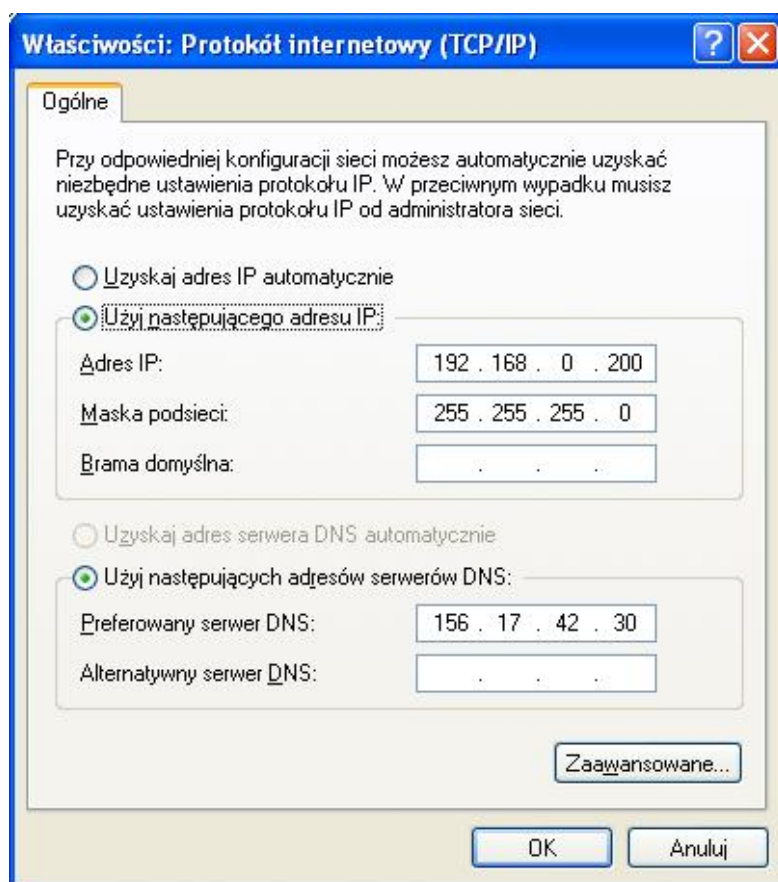 Właściwości: Protokół internetowy (TCP/IP)
Ogólne
Przy odpowiedniej konfiguracji sieci możesz automatycznie uzyskać
niezbędne ustawienia protokołu IP. W przeciwnym wypadku musisz
uzyskać ustawienia protokołu IP od administratora sieci.
Uzyskaj adres IP automatycznie
Użyj następującego adresu IP:
Adres IP: 192 . 168 . 0 . 200
Maska podsieci: 255 . 255 . 255 . 0
Brama domyślna: . . .
Uzyskaj adres serwera DNS automatycznie
Użyj następujących adresów serwerów DNS:
Preferowany serwer DNS: 156 . 17 . 42 . 30
Alternatywny serwer DNS: . . .
Zaawansowane...
OK Anuluj